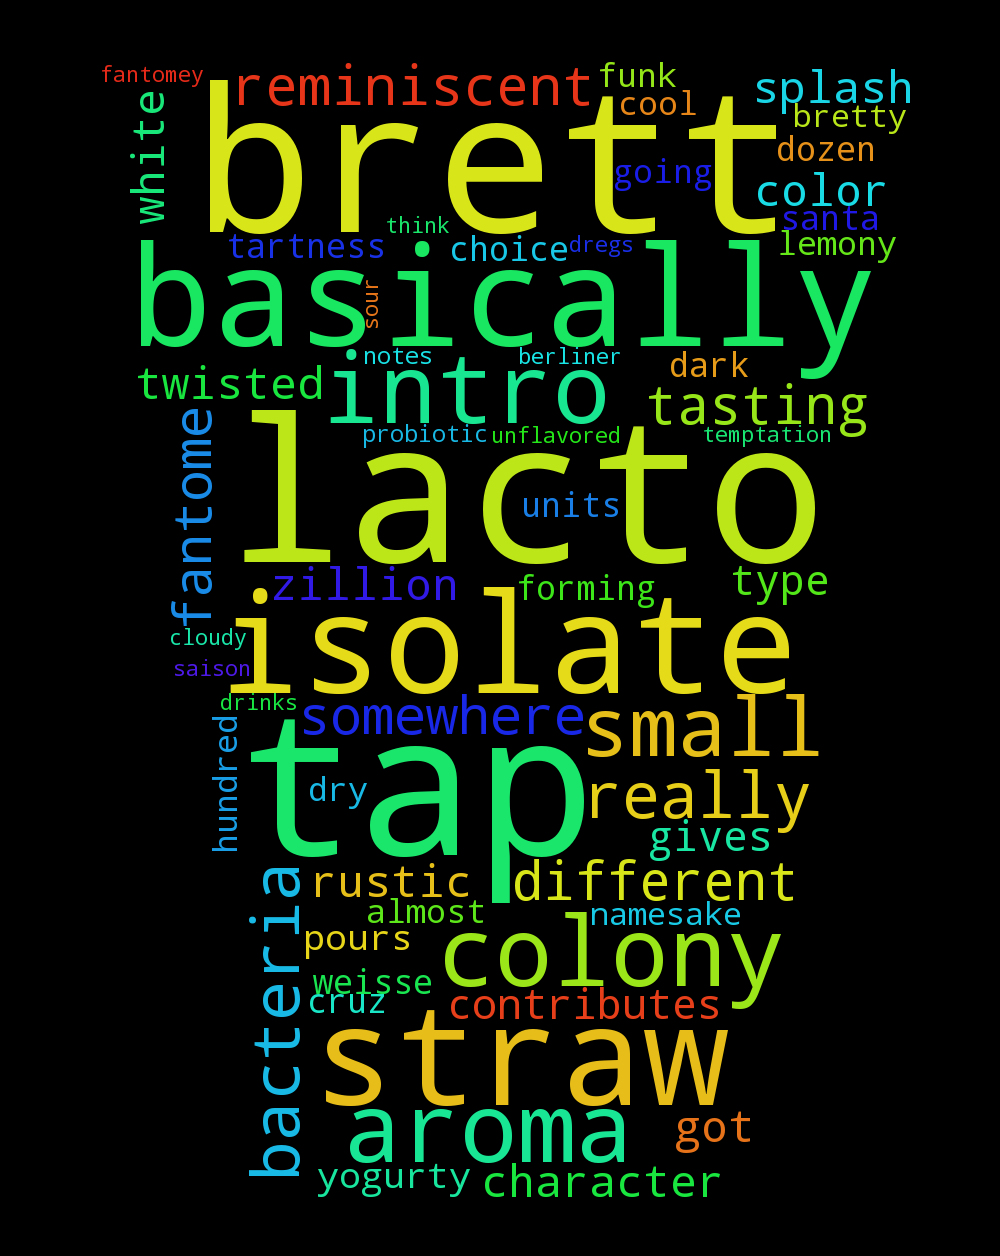 fantomey
reminiscent
funk
splash
white
brett
cool
bretty
going
dozen
color
santa
think
tartness
choice
dregs
lemony
basically
sour
notes
berliner
dark
twisted
intro
tasting
fantome
probiotic
unflavored
temptation
lacto
units
zillion
forming
type
isolate
cloudy
saison
drinks
somewhere
small
hundred
tap
dry
really
gives
bacteria
rustic
different
almost
namesake
pours
colony
weisse
cruz
contributes
straw
aroma
got
yogurty
character